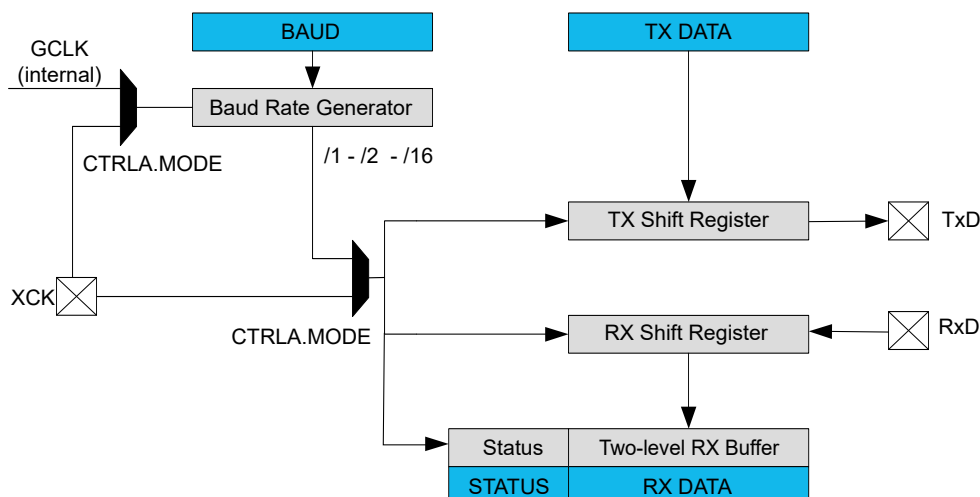 BAUD
TX DATA
GCLK
(internal)
Baud Rate Generator
CTRLA.MODE
/1 - /2 - /16
TX Shift Register
TxD
XCK
CTRLA.MODE
RX Shift Register
RxD
Status
Two-level RX Buffer
STATUS
RX DATA